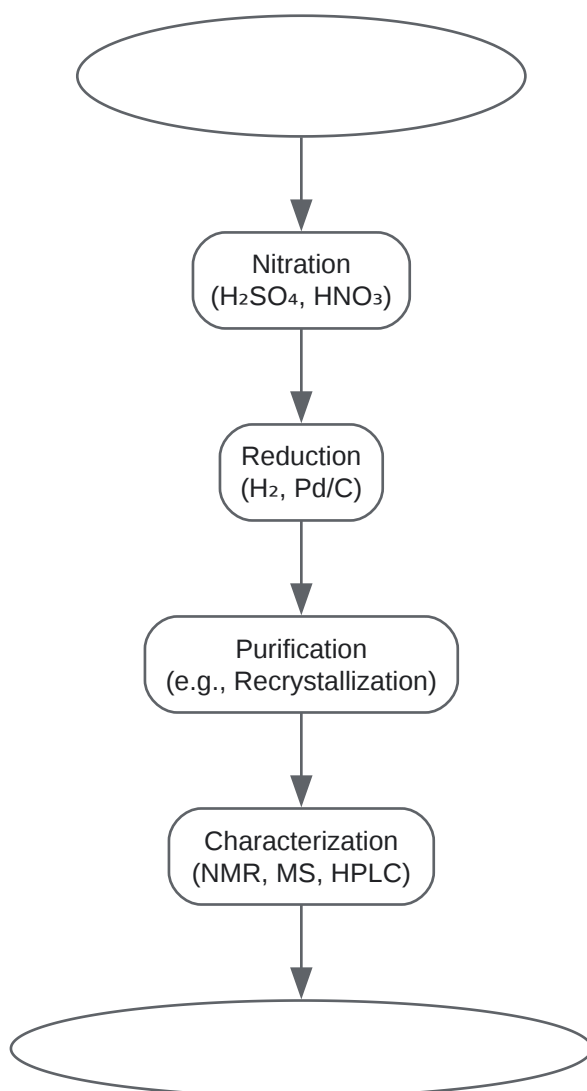 Nitration
(H₂SO₄, HNO₃)
Reduction
(H₂, Pd/C)
Purification
(e.g., Recrystallization)
Characterization
(NMR, MS, HPLC)